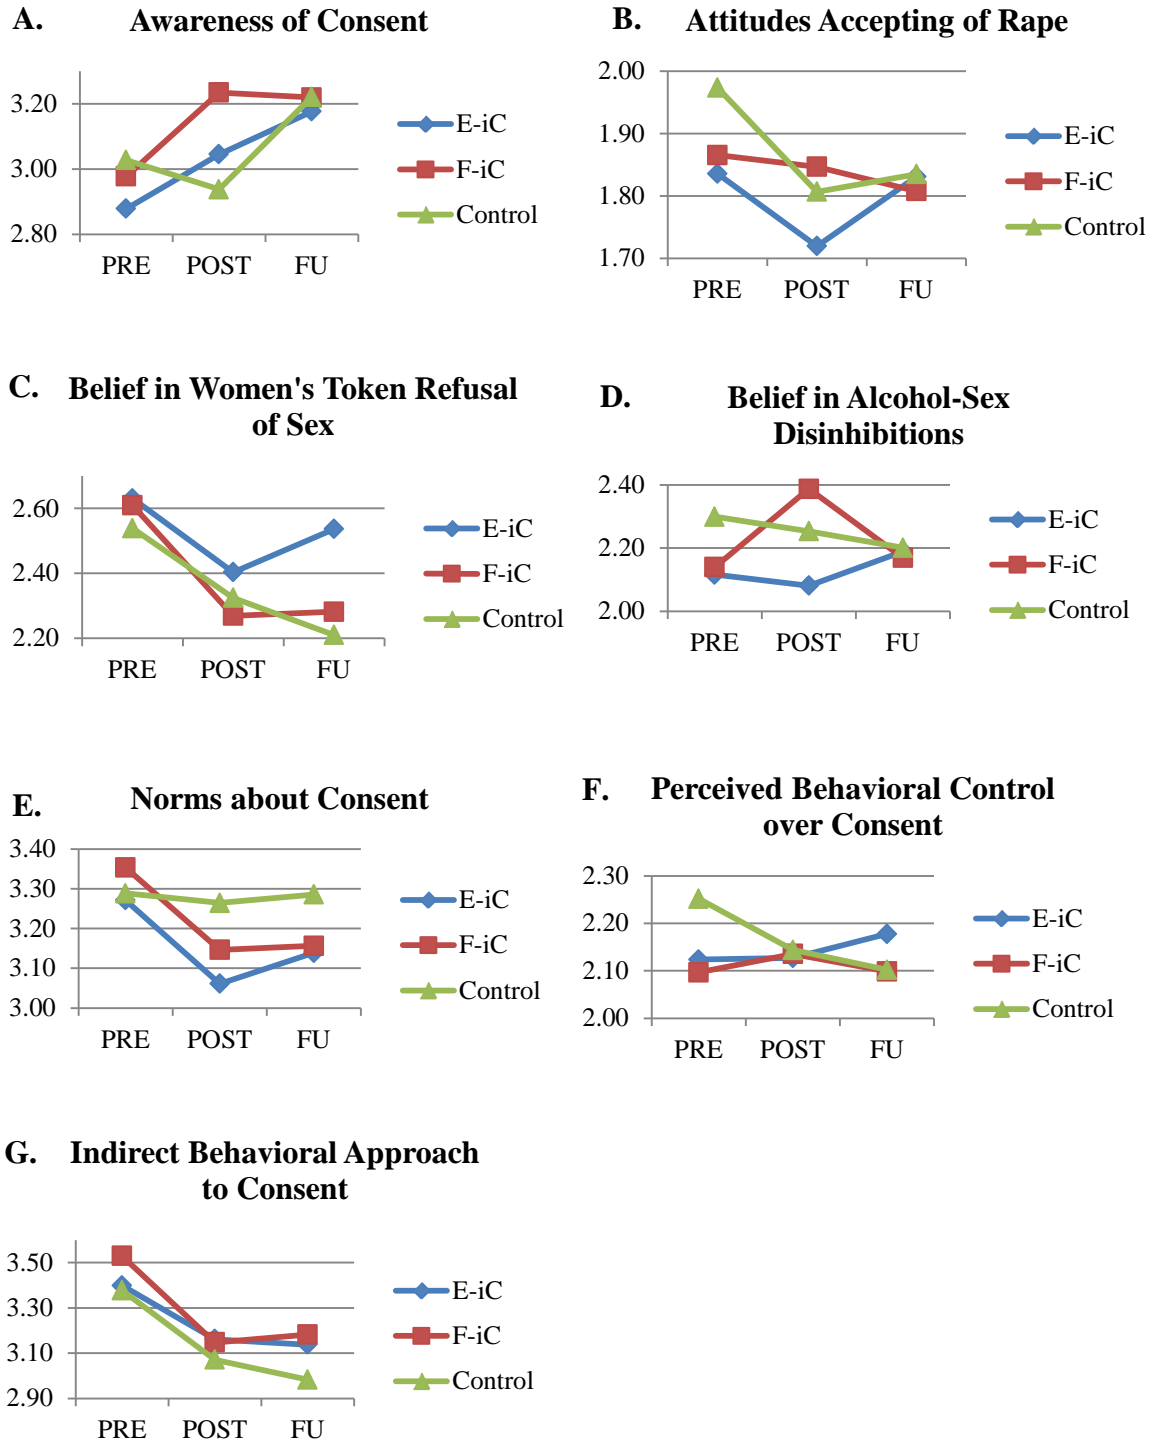 A. Awareness of Consent
3.20
3.00
2.80
PRE POST FU
E-iC
F-iC
Control
B. Attitudes Accepting of Rape
2.00
1.90
1.80
1.70
PRE POST FU
E-iC
F-iC
Control
C. Belief in Women's Token Refusal
of Sex
2.60
2.40
2.20
PRE POST FU
E-iC
F-iC
Control
D. Belief in Alcohol-Sex
Disinhibitions
2.40
2.20
2.00
PRE POST FU
E-iC
F-iC
Control
E. Norms about Consent
3.40
3.30
3.20
3.10
3.00
PRE POST FU
E-iC
F-iC
Control
F. Perceived Behavioral Control
over Consent
2.30
2.20
2.10
2.00
PRE POST FU
E-iC
F-iC
Control
G. Indirect Behavioral Approach
to Consent
3.50
3.30
3.10
2.90
PRE POST FU
E-iC
F-iC
Control